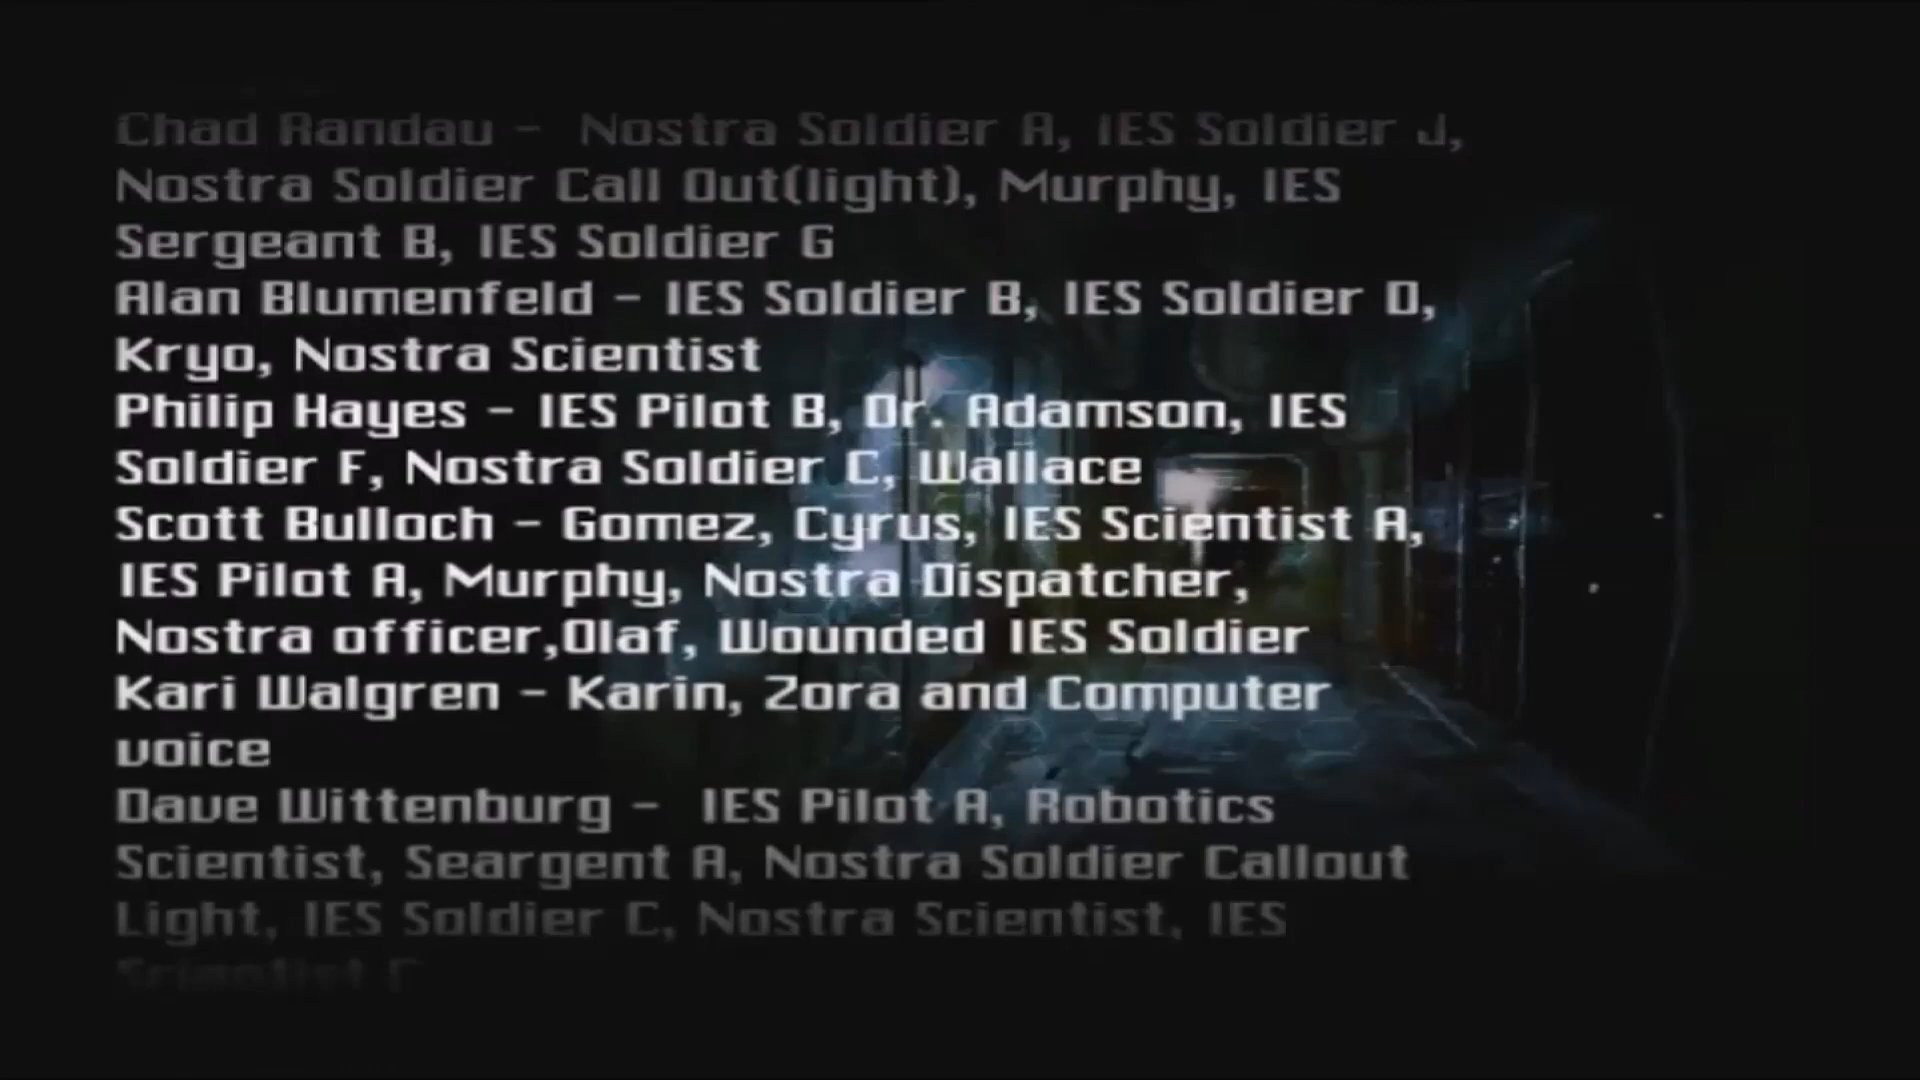 Chad Randau - Nostra Soldier A, IES Soldier J,
Nostra Soldier Call Out(light), Murphy, IES
Sergeant B, IES Soldier G
Alan Blumenfeld - IES Soldier B, IES Soldier D,
Kryo, Nostra Scientist
Philip Hayes - IES Pilot B, Dr. Adamson, IES
Soldier F, Nostra Soldier C, Wallace
Scott Bulloch - Gomez, Cyrus, IES Scientist A,
IES Pilot A, Murphy, Nostra Dispatcher,
Nostra officer,Olaf, Wounded IES Soldier
Kari Walgren - Karin, Zora and Computer
voice
Dave Wittenburg - IES Pilot A, Robotics
Scientist, Seargent A, Nostra Soldier Callout
Light, IES Soldier C, Nostra Scientist, IES
Scientist C